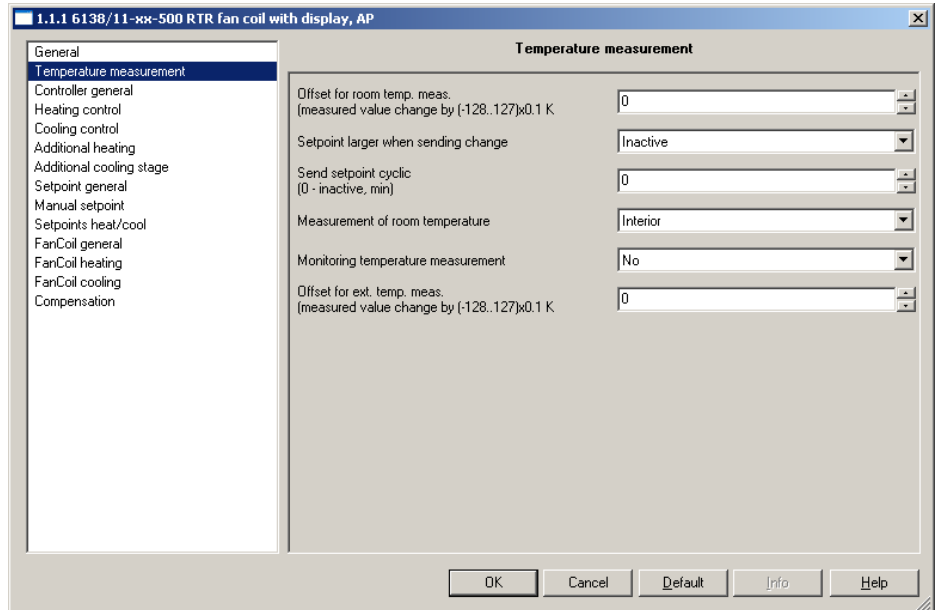 1.1.1 6138/11-xx-500 RTR fan coil with display, AP
General
Temperature measurement
Controller general
Heating control
Cooling control
Additional heating
Additional cooling stage
Setpoint general
Manual setpoint
Setpoints heat/cool
FanCoil general
FanCoil heating
FanCoil cooling
Compensation
Temperature measurement
Offset for room temp. meas.
(measured value change by (-128..127)x0.1 K
0
Setpoint larger when sending change
Inactive
Send setpoint cyclic
(0 - inactive, min)
0
Measurement of room temperature
Interior
Monitoring temperature measurement
No
Offset for ext. temp. meas.
(measured value change by (-128..127)x0.1 K
0
OK
Cancel
Default
Info
Help